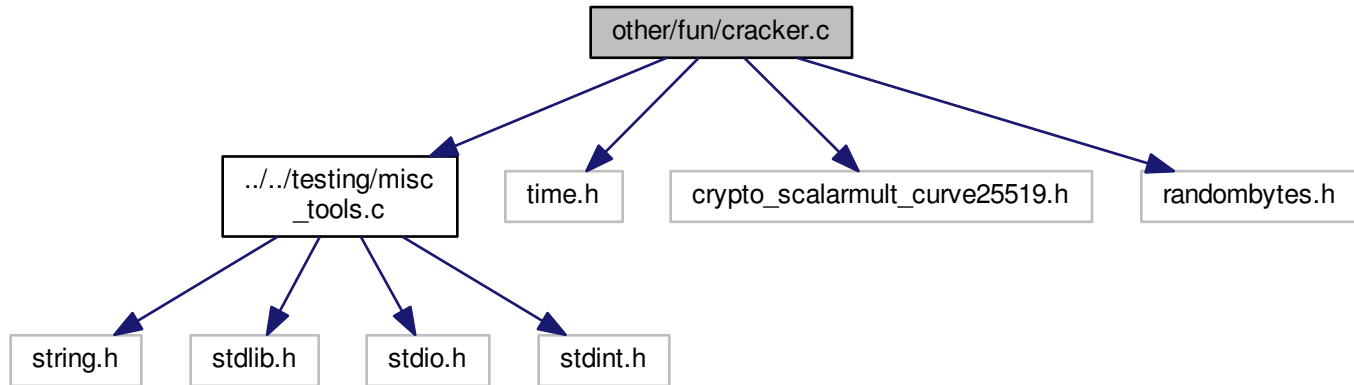 other/fun/cracker.c
../../testing/misc
_tools.c
time.h
crypto_scalarmult_curve25519.h
randombytes.h
string.h
stdlib.h
stdio.h
stdint.h